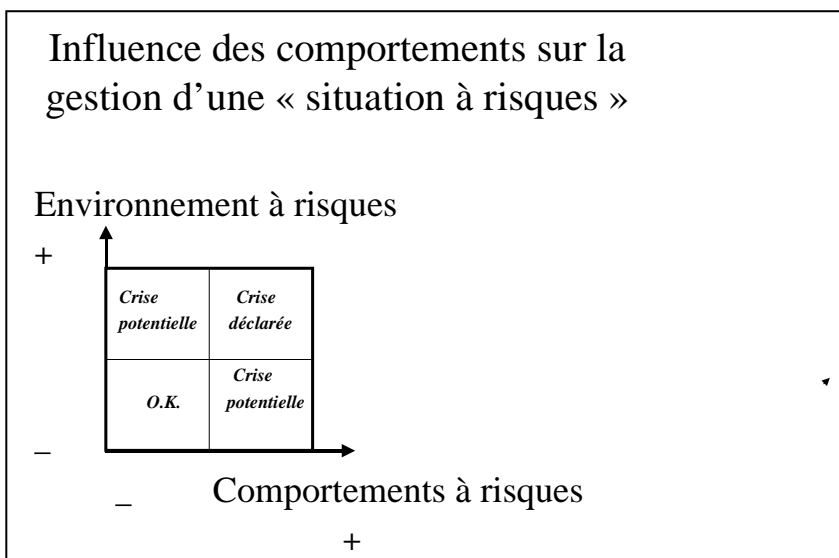 Influence des comportements sur la
gestion d’une « situation à risques »
Environnement à risques
+
Crise
potentielle
Crise
déclarée
O.K.
Crise
potentielle
–
–
Comportements à risques
+